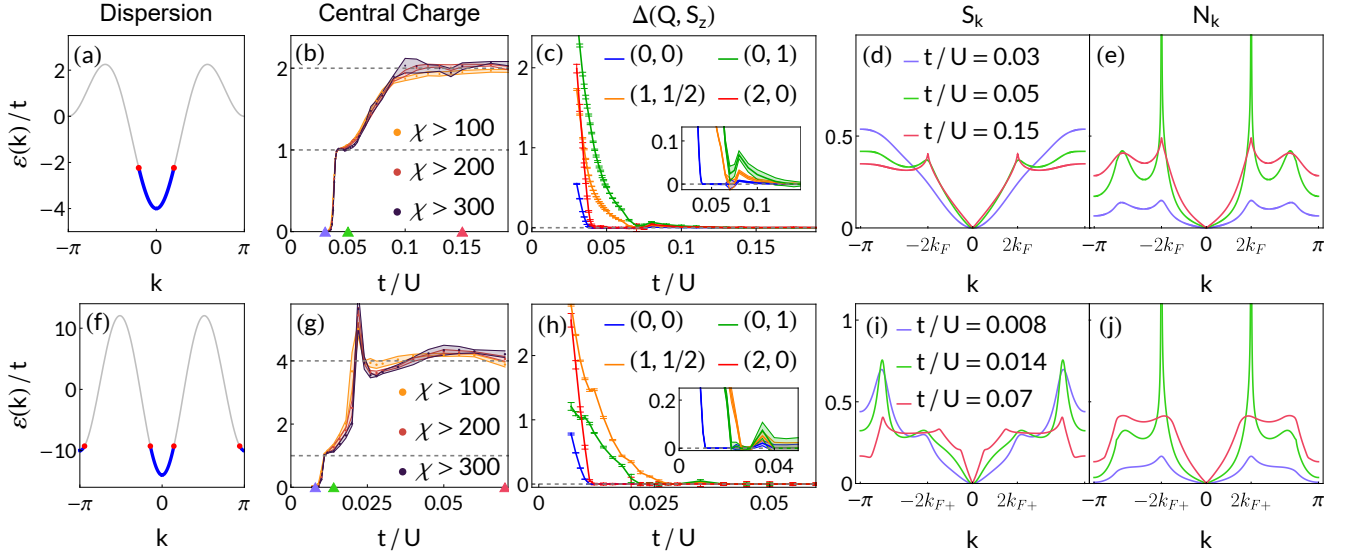 Dispersion
Central Charge
Δ(Q, S_z)
S_k
N_k
(a)
ε(k)/t
2
0
−2
−4
−π
0
π
k
(b)
2
1
0
χ > 100
χ > 200
χ > 300
0
0.05
0.1
0.15
t/U
(c)
(0,0)
(0,1)
(1,1/2)
(2,0)
2
1
0
0.1
0
0.05
0.1
0
0.05
0.1
0.15
t/U
(d)
t/U = 0.03
t/U = 0.05
t/U = 0.15
1
0.5
0
−π
−2k_F
0
2k_F
π
k
(e)
−π
−2k_F
0
2k_F
π
k
(f)
ε(k)/t
10
0
−10
−π
0
π
k
(g)
4
2
1
0
χ > 100
χ > 200
χ > 300
0
0.025
0.05
t/U
(h)
(0,0)
(0,1)
(1,1/2)
(2,0)
2
1
0
0.2
0
0
0.04
0
0.025
0.05
t/U
(i)
t/U = 0.008
t/U = 0.014
t/U = 0.07
1
0.5
0
−π
−2k_{F+}
0
2k_{F+}
π
k
(j)
−π
−2k_{F+}
0
2k_{F+}
π
k